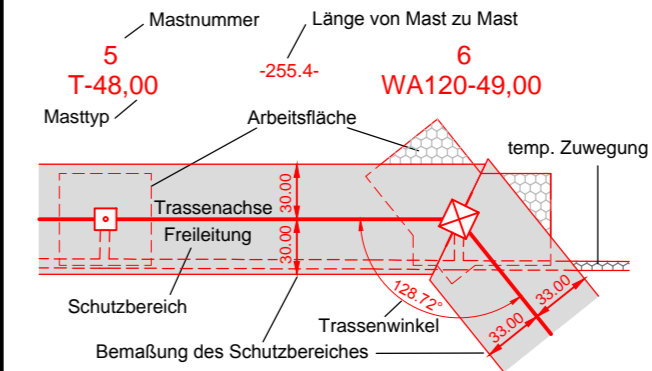 Mastnummer
Länge von Mast zu Mast
5
-255.4-
6
T-48,00
WA120-49,00
Masttyp
Arbeitsfläche
temp. Zuwegung
30.00
Trassenachse
Freileitung
30.00
Schutzbereich
128.72°
33.00
33.00
Trassenwinkel
Bemaßung des Schutzbereiches